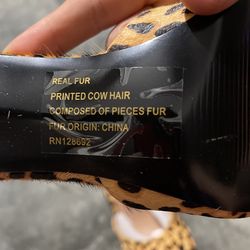 REAL FUR
PRINTED COW HAIR
COMPOSED OF PIECES FUR
FUR ORIGIN: CHINA
RN128692